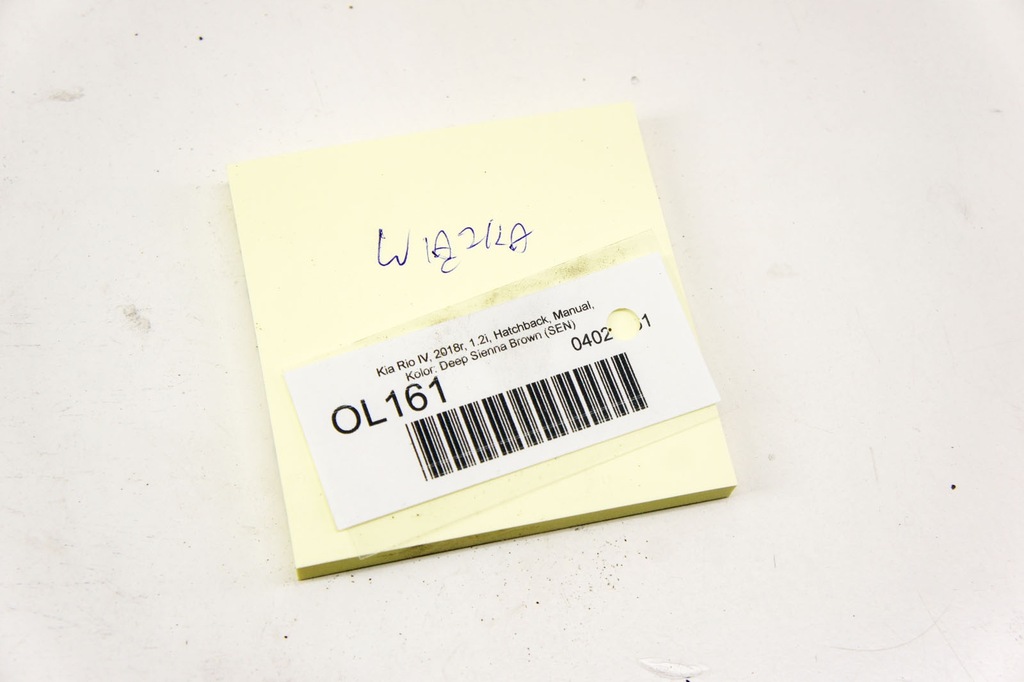 WIĄZKA
Kia Rio IV, 2018r, 1.2i, Hatchback, Manual,
Kolor: Deep Sienna Brown (SEN)
OL161